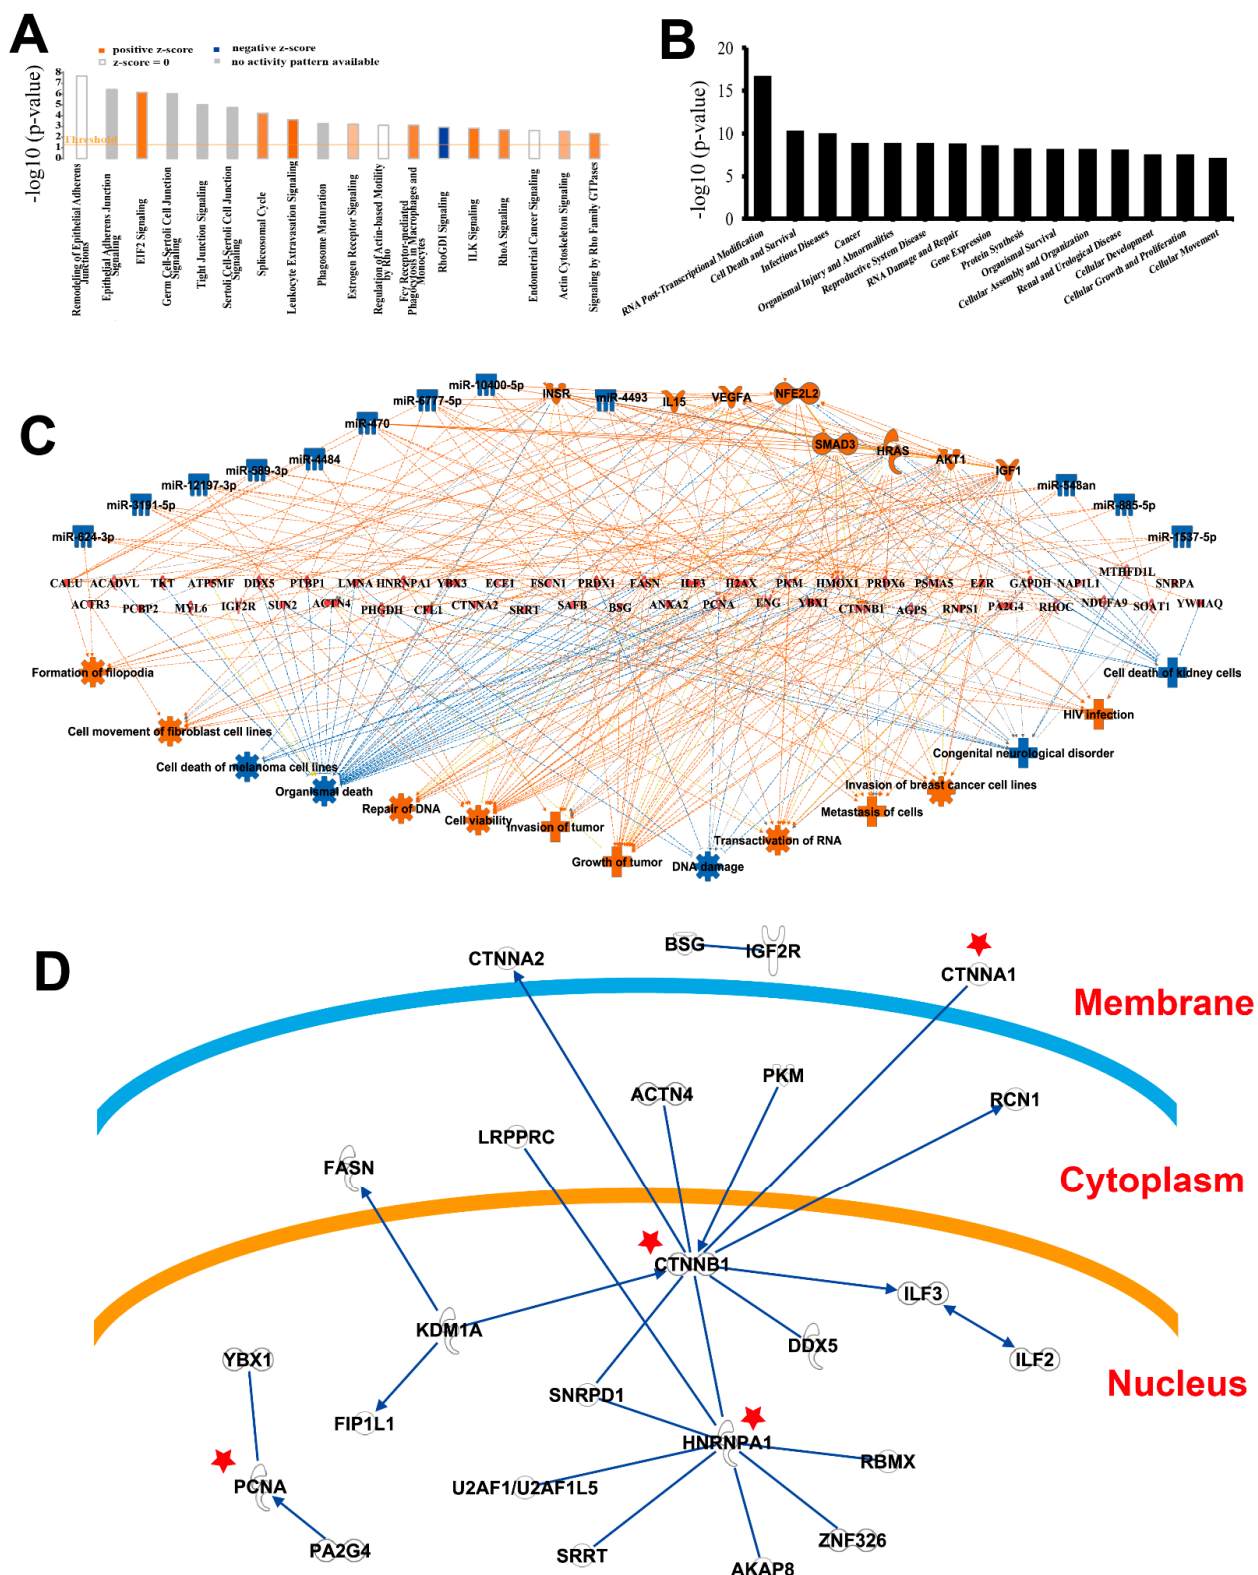 A
positive z-score
negative z-score
z-score = 0
no activity pattern available
-log10 (p-value)
8
7
6
5
4
3
2
1
0
Threshold
Remodeling of Epithelial Adherens
Junctions
Epithelial Adherens Junction
Signaling
EIF2 Signaling
Germ Cell-Sertoli Cell Junction
Signaling
Tight Junction Signaling
Sertoli Cell-Sertoli Cell Junction
Signaling
Spliceosomal Cycle
Leukocyte Extravasation Signaling
Phagosome Maturation
Estrogen Receptor Signaling
Regulation of Actin-based Motility
by Rho
Fcγ Receptor-mediated
Phagocytosis in Macrophages and
Monocytes
RhoGDI Signaling
ILK Signaling
RhoA Signaling
Endometrial Cancer Signaling
Actin Cytoskeleton Signaling
Signaling by Rho Family GTPases
B
-log10 (p-value)
20
15
10
5
0
RNA Post-Transcriptional Modification
Cell Death and Survival
Infectious Diseases
Cancer
Organismal Injury and Abnormalities
Reproductive System Disease
RNA Damage and Repair
Gene Expression
Protein Synthesis
Organismal Survival
Cellular Assembly and Organization
Renal and Urological Disease
Cellular Development
Cellular Growth and Proliferation
Cellular Movement
C
miR-10400-5p
miR-6777-5p
INSR
miR-4493
IL15
VEGFA
NFE2L2
miR-470
SMAD3
HRAS
AKT1
IGF1
miR-4484
miR-589-3p
miR-12197-3p
miR-3191-5p
miR-624-3p
miR-548an
miR-885-5p
miR-1537-5p
CALU ACADVL TKT ATP5MF DDX5 PTBP1 LMNA HNRNPA1 YBX3 ECE1 FSCN1 PRDX1 FASN ILF3 H2AX PKM HMOX1 PRDX6 PSMA5 EZR GAPDH NAP1L1 MTHFD1L SNRPA
ACTR3 PCBP2 MYL6 IGF2R SUN2 ACTN4 PHGDH CFL1 CTNNA2 SRRT SAFB BSG ANXA2 PCNA ENG YBX1 CTNNB1 AGPS RNPS1 PA2G4 RHOC NDUFA9 SOAT1 YWHAQ
Formation of filopodia
Cell death of kidney cells
HIV infection
Cell movement of fibroblast cell lines
Congenital neurological disorder
Cell death of melanoma cell lines
Organismal death
Invasion of breast cancer cell lines
Repair of DNA
Metastasis of cells
Cell viability
Invasion of tumor
Transactivation of RNA
Growth of tumor
DNA damage
D
CTNNA2
BSG
IGF2R
CTNNA1
Membrane
ACTN4
PKM
RCN1
LRPPRC
FASN
Cytoplasm
CTNNB1
ILF3
KDM1A
DDX5
ILF2
YBX1
Nucleus
SNRPD1
FIP1L1
HNRNPA1
RBMX
PCNA
U2AF1/U2AF1L5
ZNF326
PA2G4
SRRT
AKAP8